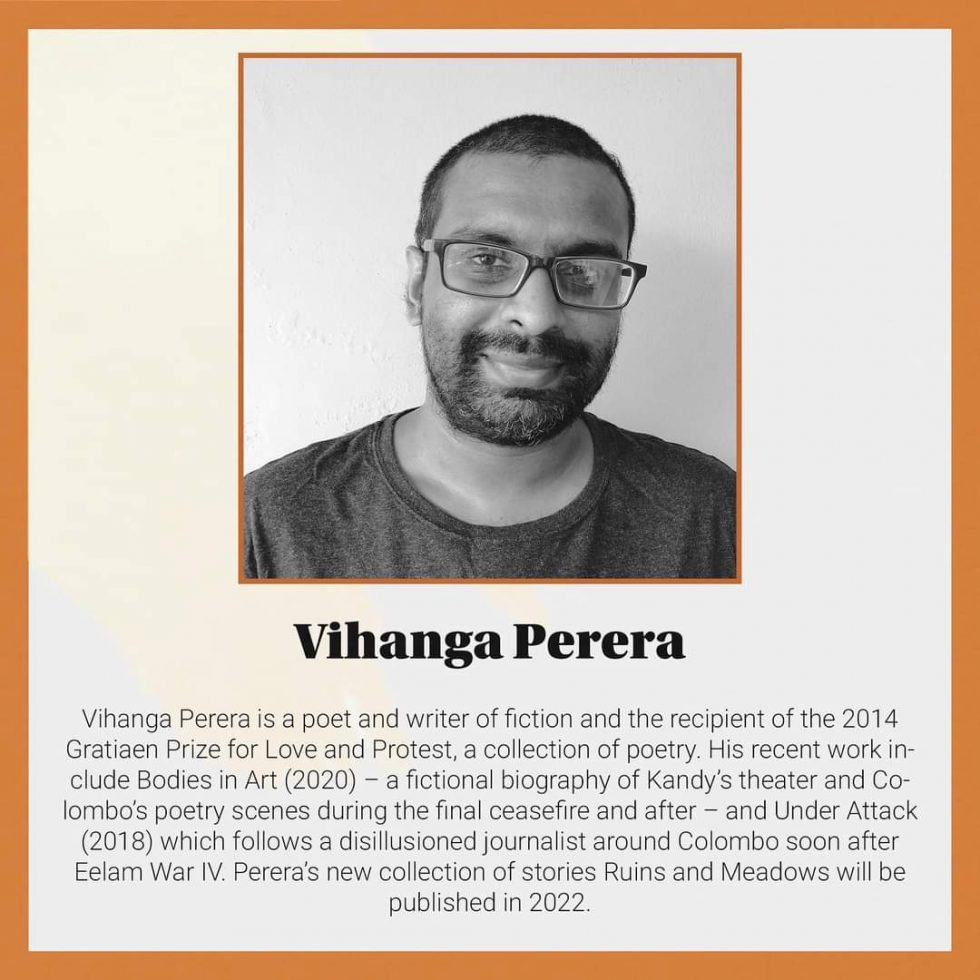 Vihanga Perera
Vihanga Perera is a poet and writer of fiction and the recipient of the 2014
Gratiaen Prize for Love and Protest, a collection of poetry. His recent work in-
clude Bodies in Art (2020) – a fictional biography of Kandy’s theater and Co-
lombo’s poetry scenes during the final ceasefire and after – and Under Attack
(2018) which follows a disillusioned journalist around Colombo soon after
Eelam War IV. Perera’s new collection of stories Ruins and Meadows will be
published in 2022.